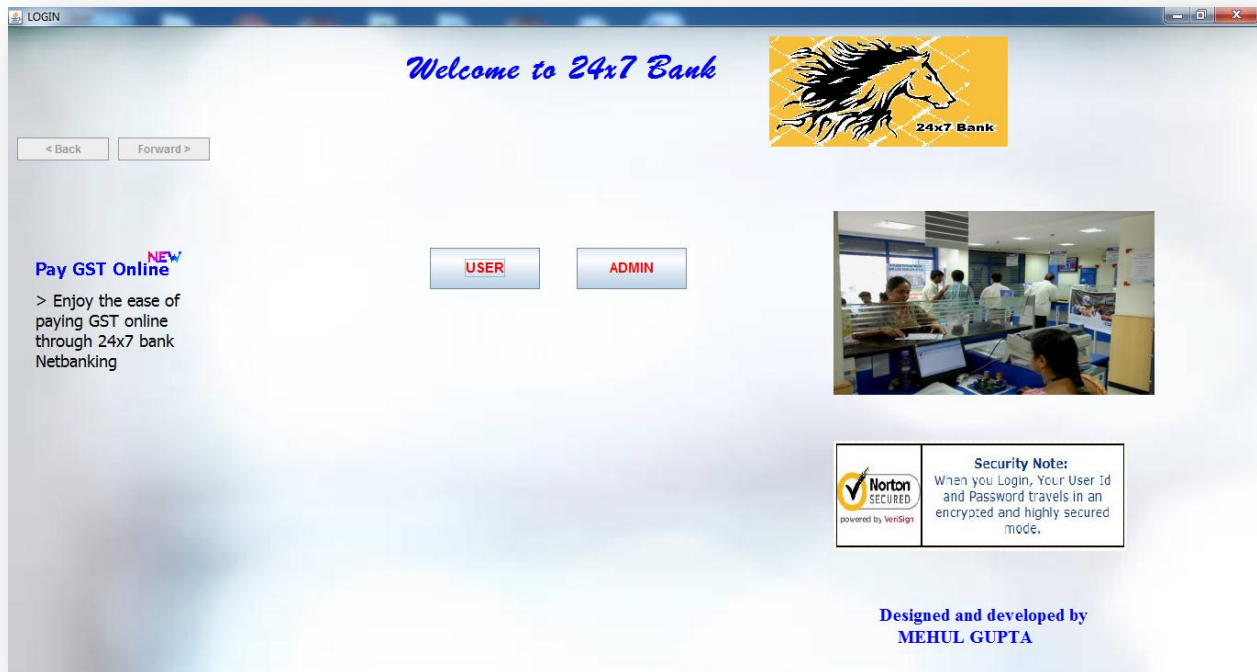 LOGIN
Welcome to 24x7 Bank
24x7 Bank
< Back
Forward >
NEW
Pay GST Online
> Enjoy the ease of
paying GST online
through 24x7 bank
Netbanking
USER
ADMIN
Norton
SECURED
powered by VeriSign
Security Note:
When you Login, Your User Id
and Password travels in an
encrypted and highly secured
mode.
Designed and developed by
MEHUL GUPTA